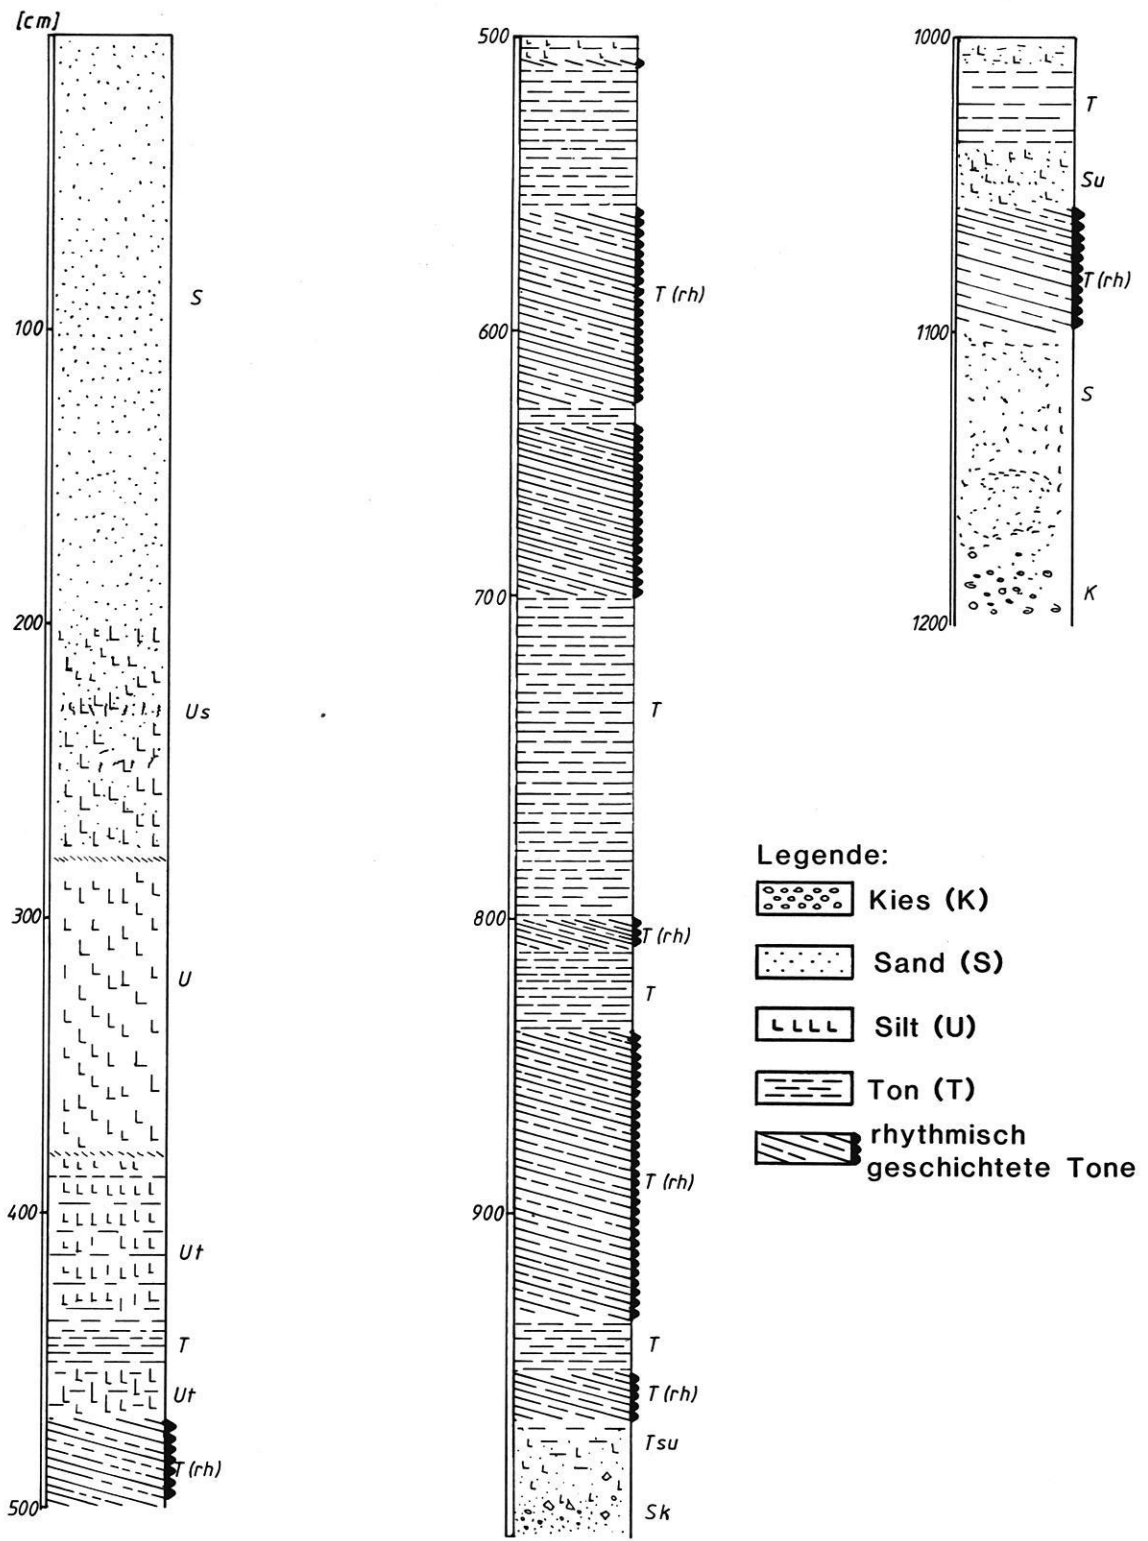 [cm]
S
100
200
Us
300
U
400
Ut
T
Ut
T(rh)
500
500
T(rh)
600
700
T
800
T(rh)
T
T(rh)
900
T
T(rh)
Tsu
Sk
1000
T
Su
T(rh)
1100
S
K
1200
Legende:
Kies (K)
Sand (S)
Silt (U)
Ton (T)
rhythmisch
geschichtete Tone